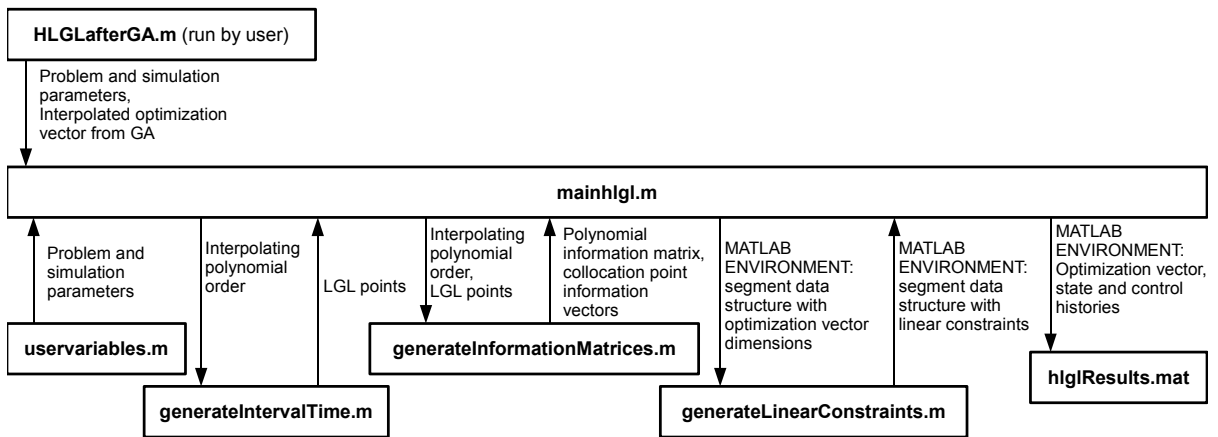 HLGLafterGA.m (run by user)
Problem and simulation
parameters,
Interpolated optimization
vector from GA
mainhlgl.m
Problem and
simulation
parameters
Interpolating
polynomial
order
LGL points
Interpolating
polynomial
order,
LGL points
Polynomial
information matrix,
collocation point
information
vectors
MATLAB
ENVIRONMENT:
segment data
structure with
optimization vector
dimensions
MATLAB
ENVIRONMENT:
segment data
structure with
linear constraints
MATLAB
ENVIRONMENT:
Optimization vector,
state and control
histories
uservariables.m
generateIntervalTime.m
generateInformationMatrices.m
generateLinearConstraints.m
hlglResults.mat